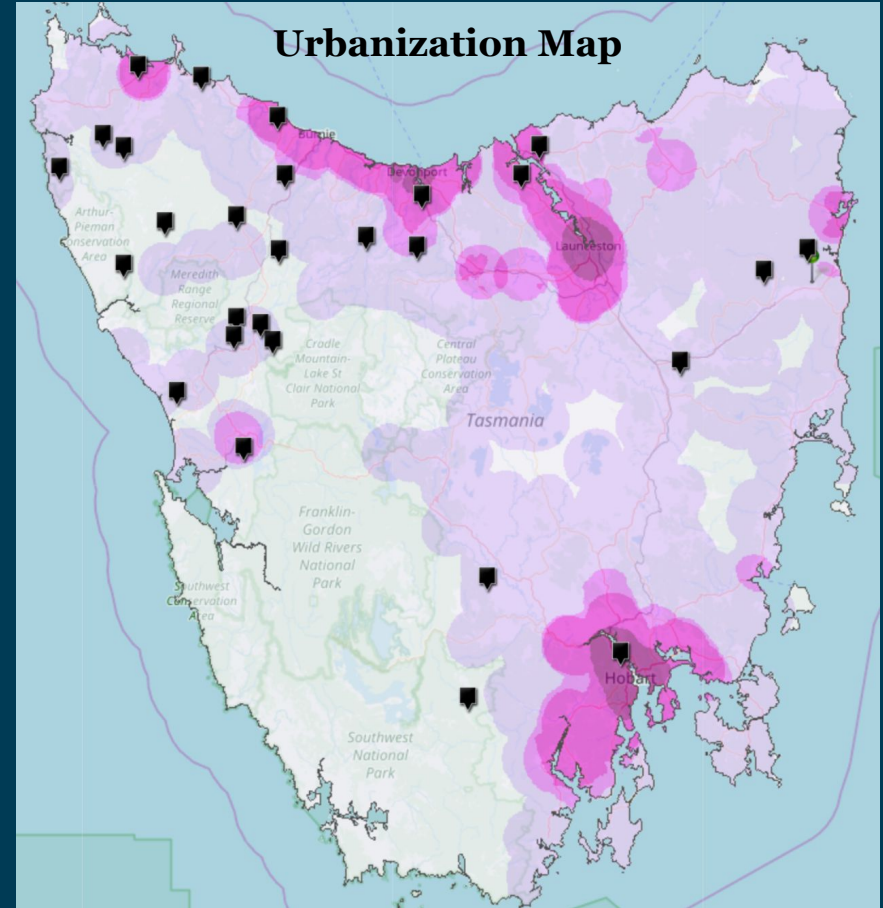 Urbanization Map
Burnie
Devonport
Launceston
Arthur-
Pieman
Conservation
Area
Meredith
Range
Regional
Reserve
Cradle
Mountain-
Lake St
Clair National
Park
Central
Plateau
Conservation
Area
Tasmania
Franklin-
Gordon
Wild Rivers
National
Park
Southwest
Conservation
Area
Hobart
Southwest
National
Park